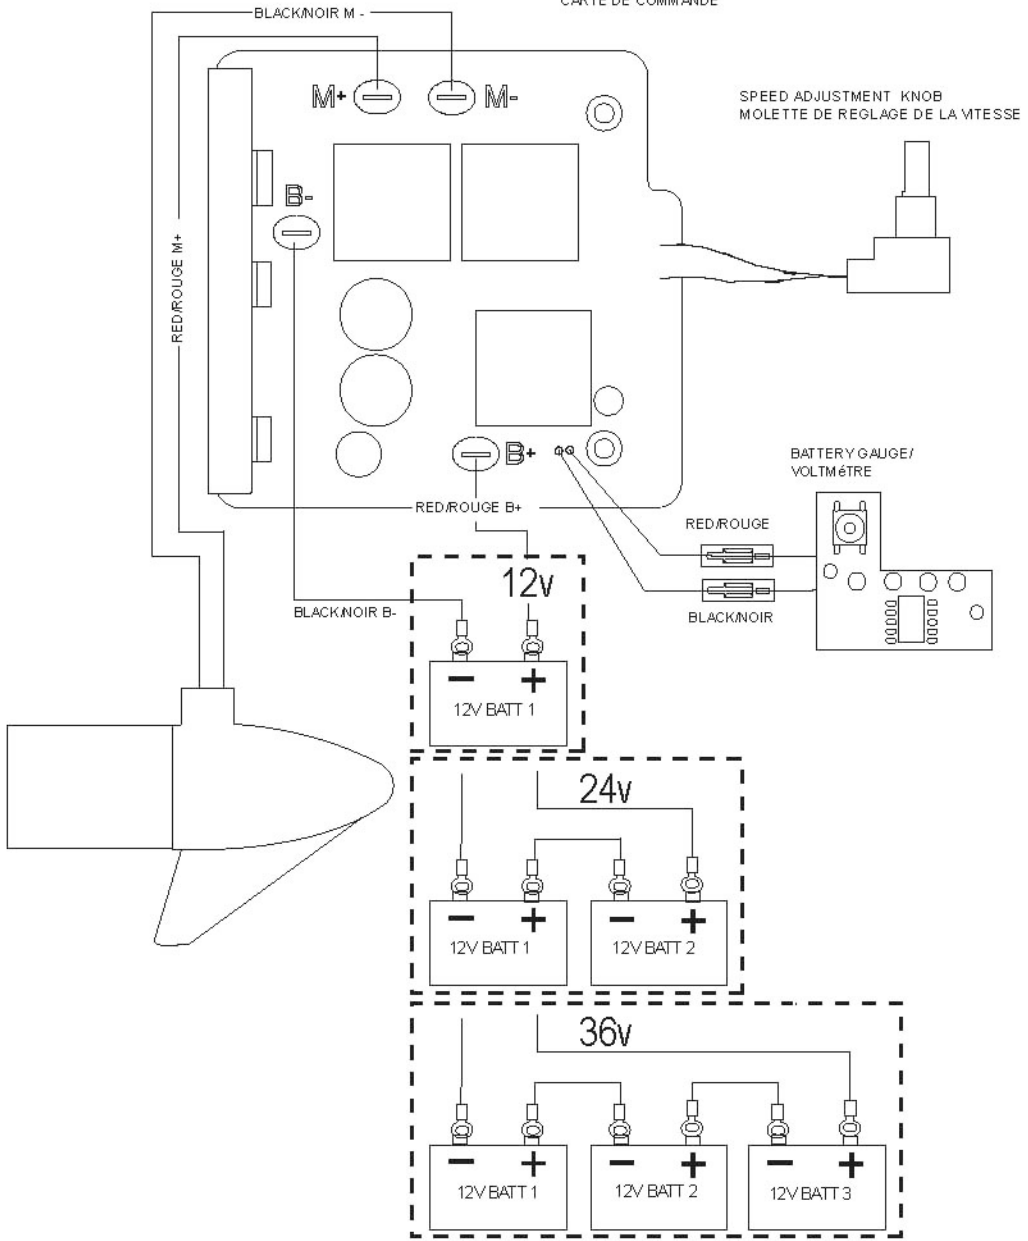 CARTE DE COMMANDE
BLACK/NOIR M -
M+
M-
SPEED ADJUSTMENT KNOB
MOLETTE DE REGLAGE DE LA VITESSE
B-
RED/ROUGE M+
B+
BATTERY GAUGE/
VOLTMéTRE
RED/ROUGE B+
RED/ROUGE
12v
BLACK/NOIR B-
BLACK/NOIR
- +
12V BATT 1
24v
- + - +
12V BATT 1
12V BATT 2
36v
- + - + - +
12V BATT 1
12V BATT 2
12V BATT 3